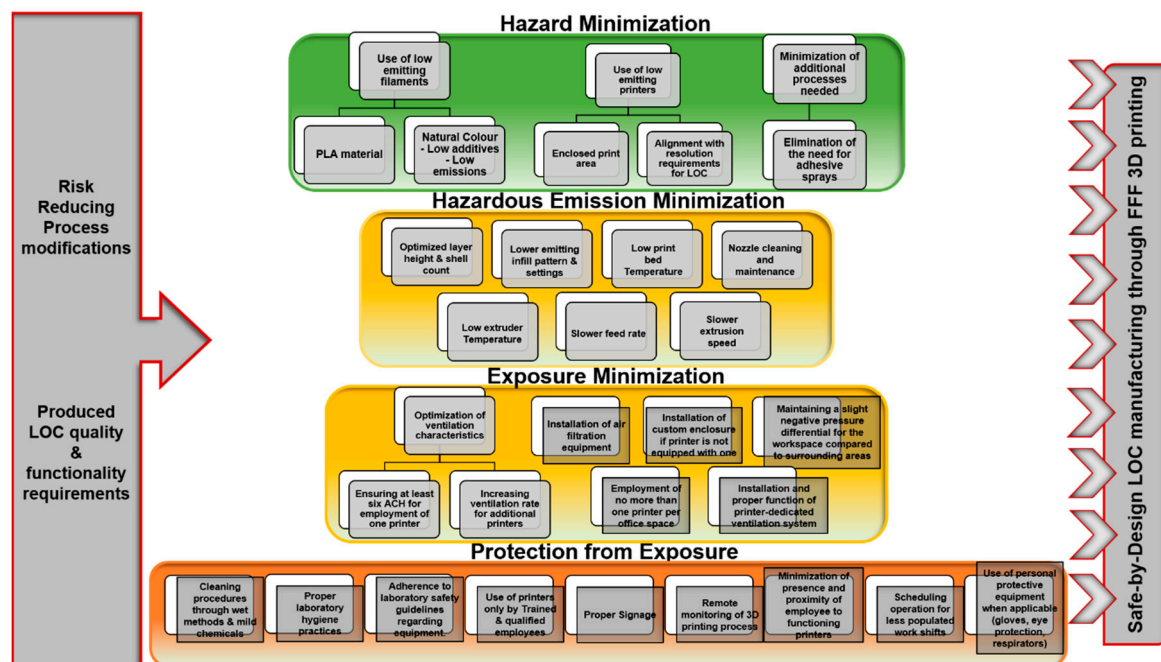 Risk
Reducing
Process
modifications
Produced
LOC quality
&
functionality
requirements
Hazard Minimization
Use of low
emitting
filaments
PLA material
Natural Colour
- Low additives
- Low
emissions
Use of low
emitting
printers
Enclosed print
area
Alignment with
resolution
requirements
for LOC
Minimization of
additional
processes
needed
Elimination of
the need for
adhesive
sprays
Hazardous Emission Minimization
Optimized layer
height & shell
count
Lower emitting
infill pattern &
settings
Low print
bed
Temperature
Nozzle cleaning
and
maintenance
Low extruder
Temperature
Slower feed rate
Slower
extrusion
speed
Exposure Minimization
Optimization of
ventilation
characteristics
Ensuring at least
six ACH for
employment of
one printer
Increasing
ventilation rate
for additional
printers
Installation of air
filtration
equipment
Installation of
custom enclosure
if printer is not
equipped with one
Maintaining a slight
negative pressure
differential for the
workspace compared
to surrounding areas
Employment of
no more than
one printer per
office space
Installation and
proper function of
printer-dedicated
ventilation system
Protection from Exposure
Cleaning
procedures
through wet
methods & mild
chemicals
Proper
laboratory
hygiene
practices
Adherence to
laboratory safety
guidelines
regarding
equipment.
Use of printers
only by Trained
& qualified
employees
Proper Signage
Remote
monitoring of 3D
printing process
Minimization of
presence and
proximity of
employee to
functioning
printers
Scheduling
operation for
less populated
work shifts
Use of personal
protective
equipment
when applicable
(gloves, eye
protection,
respirators)
Safe-by-Design LOC manufacturing through FFF 3D printing